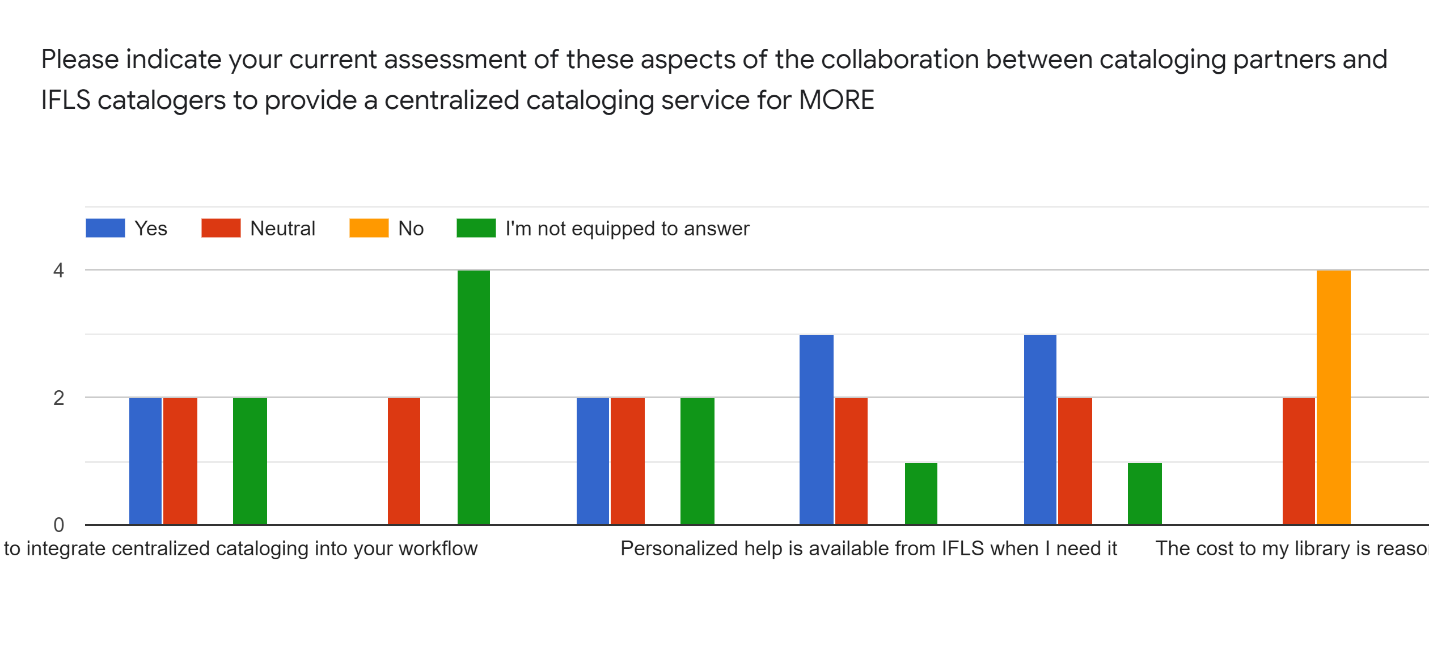 Please indicate your current assessment of these aspects of the collaboration between cataloging partners and
IFLS catalogers to provide a centralized cataloging service for MORE
Yes Neutral No I'm not equipped to answer
4
2
0
to integrate centralized cataloging into your workflow Personalized help is available from IFLS when I need it The cost to my library is reaso